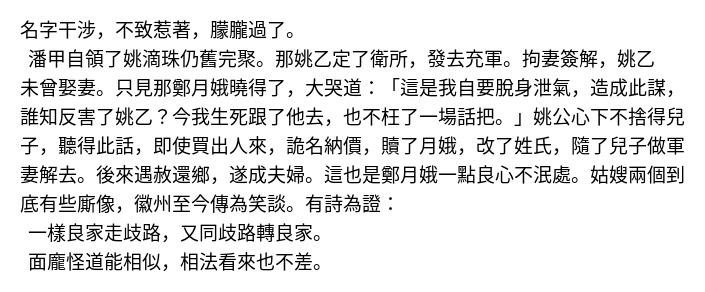 名字干涉，不致惹著，朦朧過了。
潘甲自領了姚滴珠仍舊完聚。那姚乙定了衛所，發去充軍。拘妻簽解，姚乙
未曾娶妻。只見那鄭月娥曉得了，大哭道：「這是我自要脫身泄氣，造成此謀，
誰知反害了姚乙？今我生死跟了他去，也不枉了一場話把。」姚公心下不捨得兒
子，聽得此話，即使買出人來，詭名納價，贖了月娥，改了姓氏，隨了兒子做軍
妻解去。後來遇赦還鄉，遂成夫婦。這也是鄭月娥一點良心不泯處。姑嫂兩個到
底有些廝像，徽州至今傳為笑談。有詩為證：
一樣良家走歧路，又同歧路轉良家。
面龐怪道能相似，相法看來也不差。